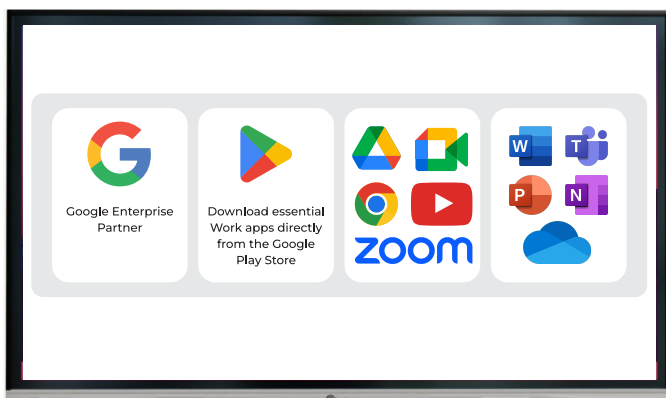 Google Enterprise
Partner
Download essential
Work apps directly
from the Google
Play Store
zoom
W
T
P
N